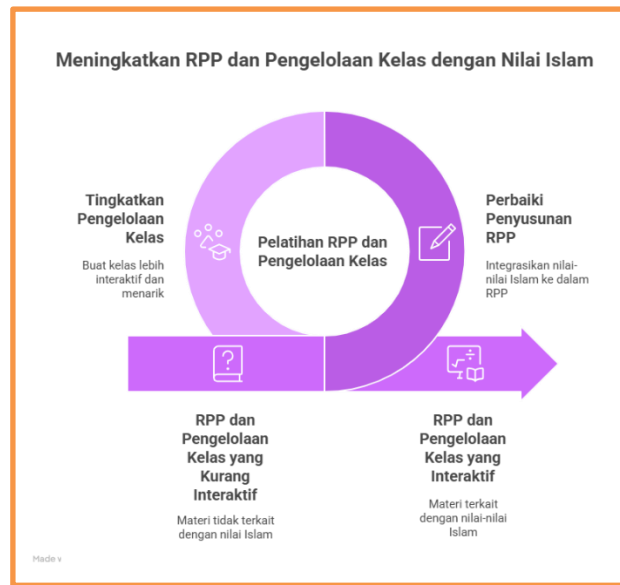 Meningkatkan RPP dan Pengelolaan Kelas dengan Nilai Islam
Tingkatkan
Pengelolaan
Kelas
Buat kelas lebih
interaktif dan
menarik
Pelatihan RPP dan
Pengelolaan Kelas
Perbaiki
Penyusunan
RPP
Integrasikan nilai-
nilai Islam ke dalam
RPP
?
RPP dan
Pengelolaan
Kelas yang
Kurang
Interaktif
Materi tidak terkait
dengan nilai Islam
RPP dan
Pengelolaan
Kelas yang
Interaktif
Materi terkait
dengan nilai-nilai
Islam
Made